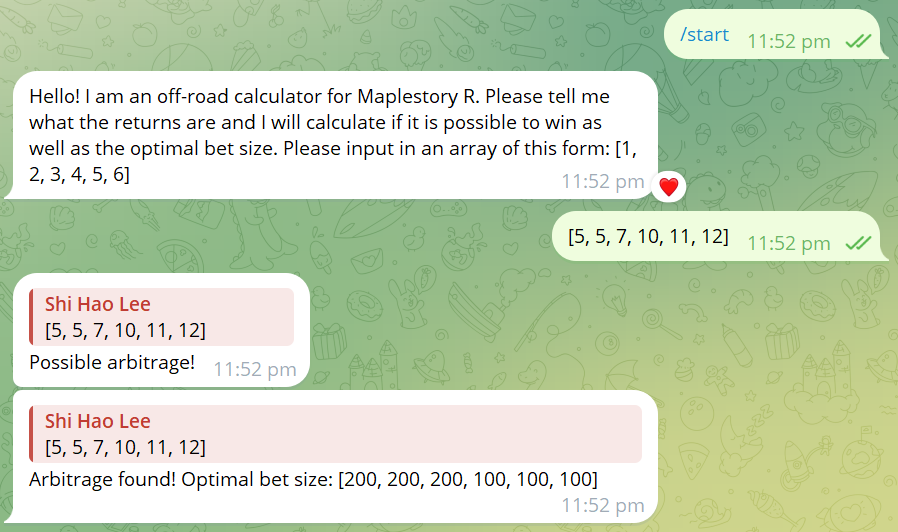 /start 11:52 pm
Hello! I am an off-road calculator for Maplestory R. Please tell me
what the returns are and I will calculate if it is possible to win as
well as the optimal bet size. Please input in an array of this form: [1,
2, 3, 4, 5, 6]
11:52 pm
[5, 5, 7, 10, 11, 12] 11:52 pm
Shi Hao Lee
[5, 5, 7, 10, 11, 12]
Possible arbitrage! 11:52 pm
Shi Hao Lee
[5, 5, 7, 10, 11, 12]
Arbitrage found! Optimal bet size: [200, 200, 200, 100, 100, 100]
11:52 pm